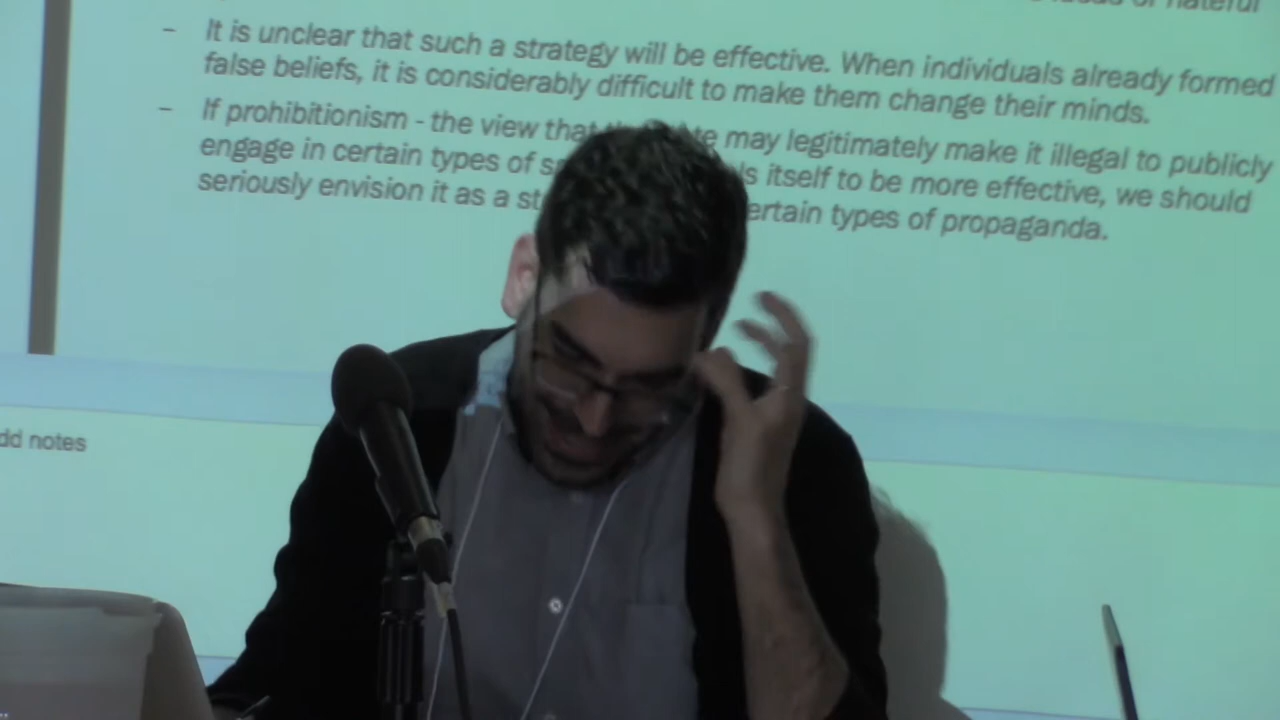 hateful
– It is unclear that such a strategy will be effective. When individuals already formed
false beliefs, it is considerably difficult to make them change their minds.
– If prohibitionism - the view that may legitimately make it illegal to publicly
engage in certain types of itself to be more effective, we should
seriously envision it as a certain types of propaganda.
dd notes